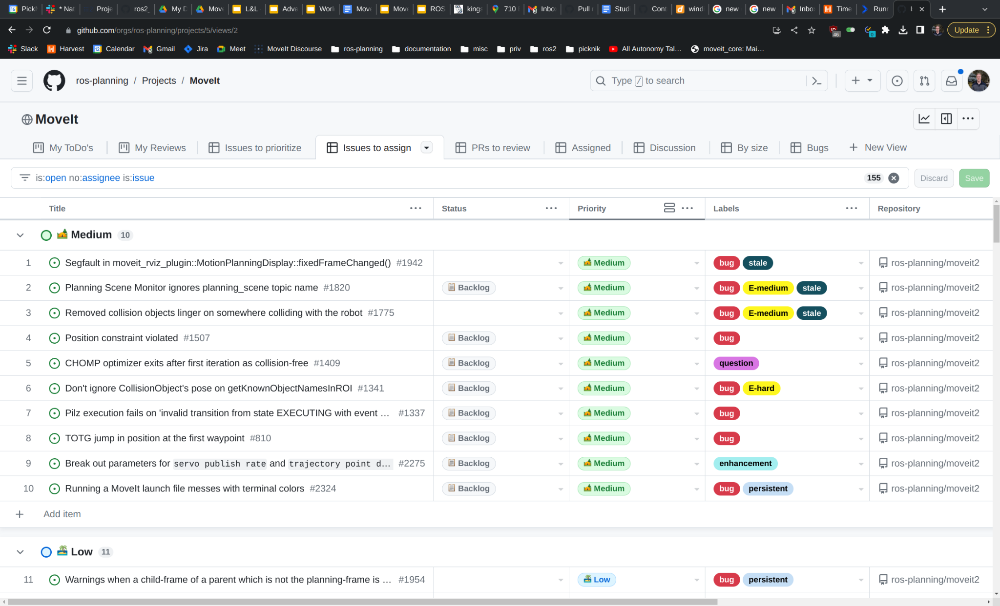 PickN * Nat Proje ros2_ My D Move L&L Adva Work Move Move ROS kings 710 Inbo Pull r Studi Cont wind new new Inbo Time Runn
github.com/orgs/ros-planning/projects/5/views/2 46 0 Update
Slack Harvest Calendar Gmail Jira Meet MoveIt Discourse ros-planning documentation misc priv ros2 picknik All Autonomy Tal… moveit_core: Mai…
ros-planning / Projects / MoveIt Type / to search
MoveIt
My ToDo's My Reviews Issues to prioritize Issues to assign PRs to review Assigned Discussion By size Bugs New View
is:open no:assignee is:issue 155 Discard Save
Title Status Priority Labels Repository
Medium 10
1 Segfault in moveit_rviz_plugin::MotionPlanningDisplay::fixedFrameChanged() #1942 Medium bug stale ros-planning/moveit2
2 Planning Scene Monitor ignores planning_scene topic name #1820 Backlog Medium bug E-medium stale ros-planning/moveit2
3 Removed collision objects linger on somewhere colliding with the robot #1775 Medium bug E-medium stale ros-planning/moveit2
4 Position constraint violated #1507 Backlog Medium bug ros-planning/moveit2
5 CHOMP optimizer exits after first iteration as collision-free #1409 Backlog Medium question ros-planning/moveit2
6 Don't ignore CollisionObject's pose on getKnownObjectNamesInROI #1341 Backlog Medium bug E-hard ros-planning/moveit2
7 Pilz execution fails on 'invalid transition from state EXECUTING with event … #1337 Backlog Medium bug ros-planning/moveit2
8 TOTG jump in position at the first waypoint #810 Backlog Medium bug ros-planning/moveit2
9 Break out parameters for servo publish rate and trajectory point d… #2275 Backlog Medium enhancement ros-planning/moveit2
10 Running a MoveIt launch file messes with terminal colors #2324 Backlog Medium bug persistent ros-planning/moveit2
Add item
Low 11
11 Warnings when a child-frame of a parent which is not the planning-frame is … #1954 Low bug persistent ros-planning/moveit2